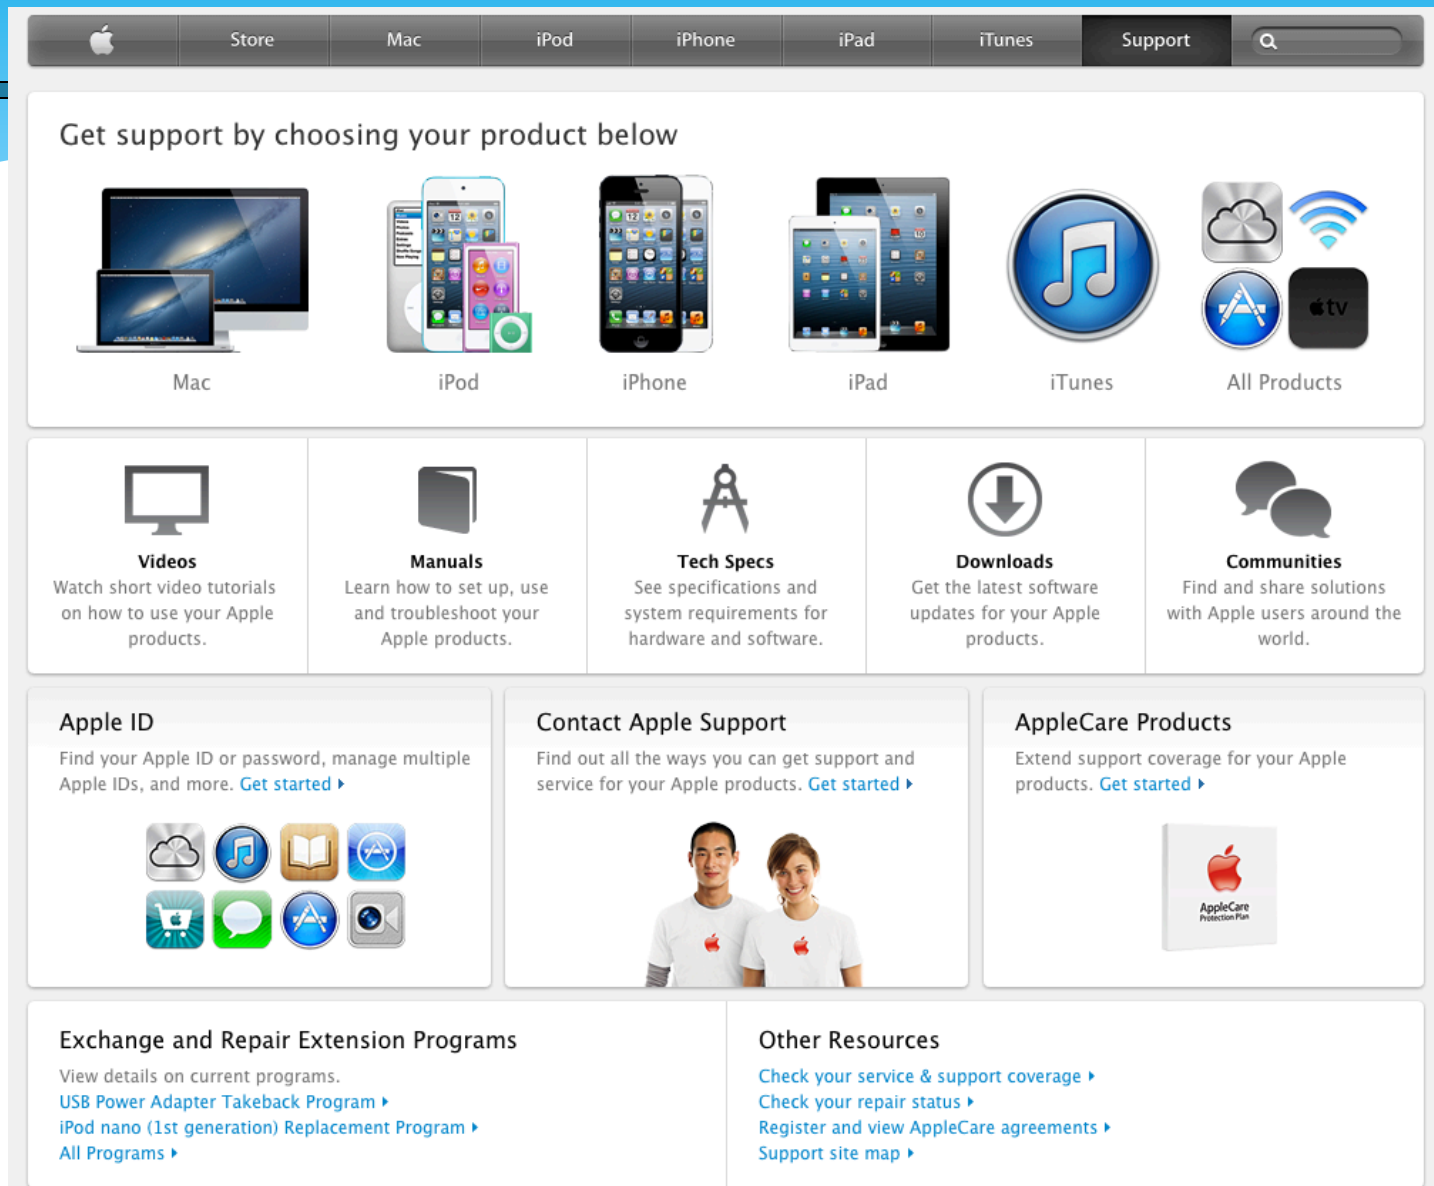 Store Mac iPod iPhone iPad iTunes Support
Get support by choosing your product below
tv
Mac iPod iPhone iPad iTunes All Products
Videos
Watch short video tutorials
on how to use your Apple
products.
Manuals
Learn how to set up, use
and troubleshoot your
Apple products.
Tech Specs
See specifications and
system requirements for
hardware and software.
Downloads
Get the latest software
updates for your Apple
products.
Communities
Find and share solutions
with Apple users around the
world.
Apple ID
Find your Apple ID or password, manage multiple
Apple IDs, and more. Get started
Contact Apple Support
Find out all the ways you can get support and
service for your Apple products. Get started
AppleCare Products
Extend support coverage for your Apple
products. Get started
AppleCare
Protection Plan
Exchange and Repair Extension Programs
View details on current programs.
USB Power Adapter Takeback Program
iPod nano (1st generation) Replacement Program
All Programs
Other Resources
Check your service & support coverage
Check your repair status
Register and view AppleCare agreements
Support site map